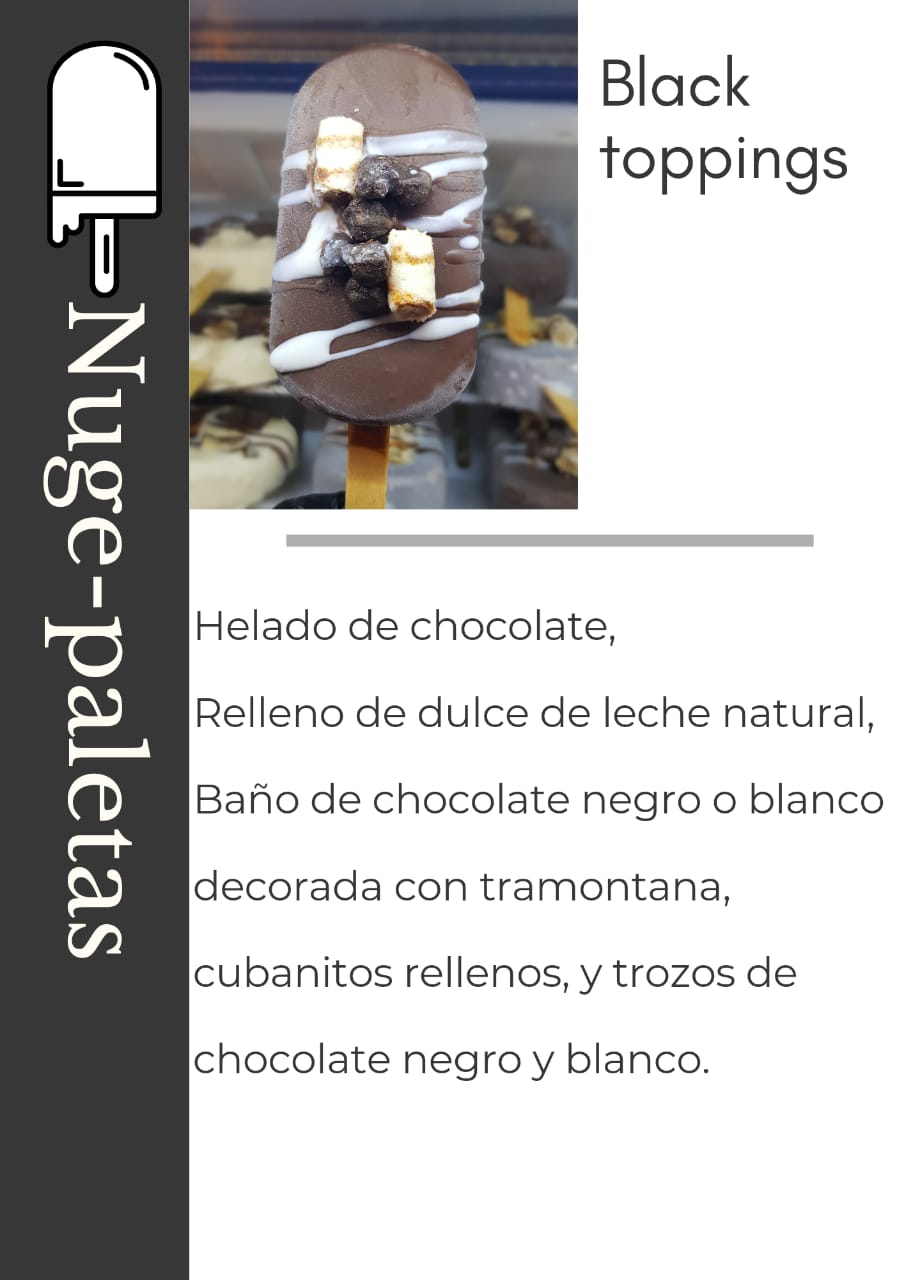 Nuge-paletas
Black
toppings
Helado de chocolate,
Relleno de dulce de leche natural,
Baño de chocolate negro o blanco
decorada con tramontana,
cubanitos rellenos, y trozos de
chocolate negro y blanco.